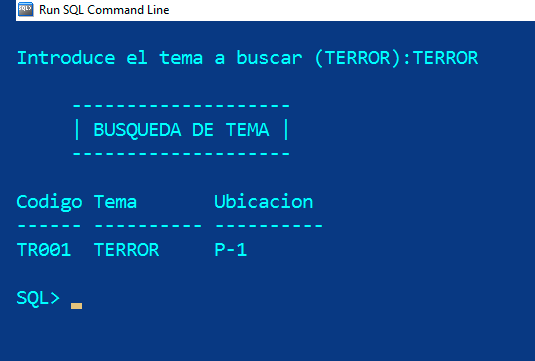 SQL> Run SQL Command Line
Introduce el tema a buscar (TERROR):TERROR
---------------------
| BUSQUEDA DE TEMA |
---------------------
Codigo Tema Ubicacion
------ ---------- ----------
TR001 TERROR P-1
SQL>